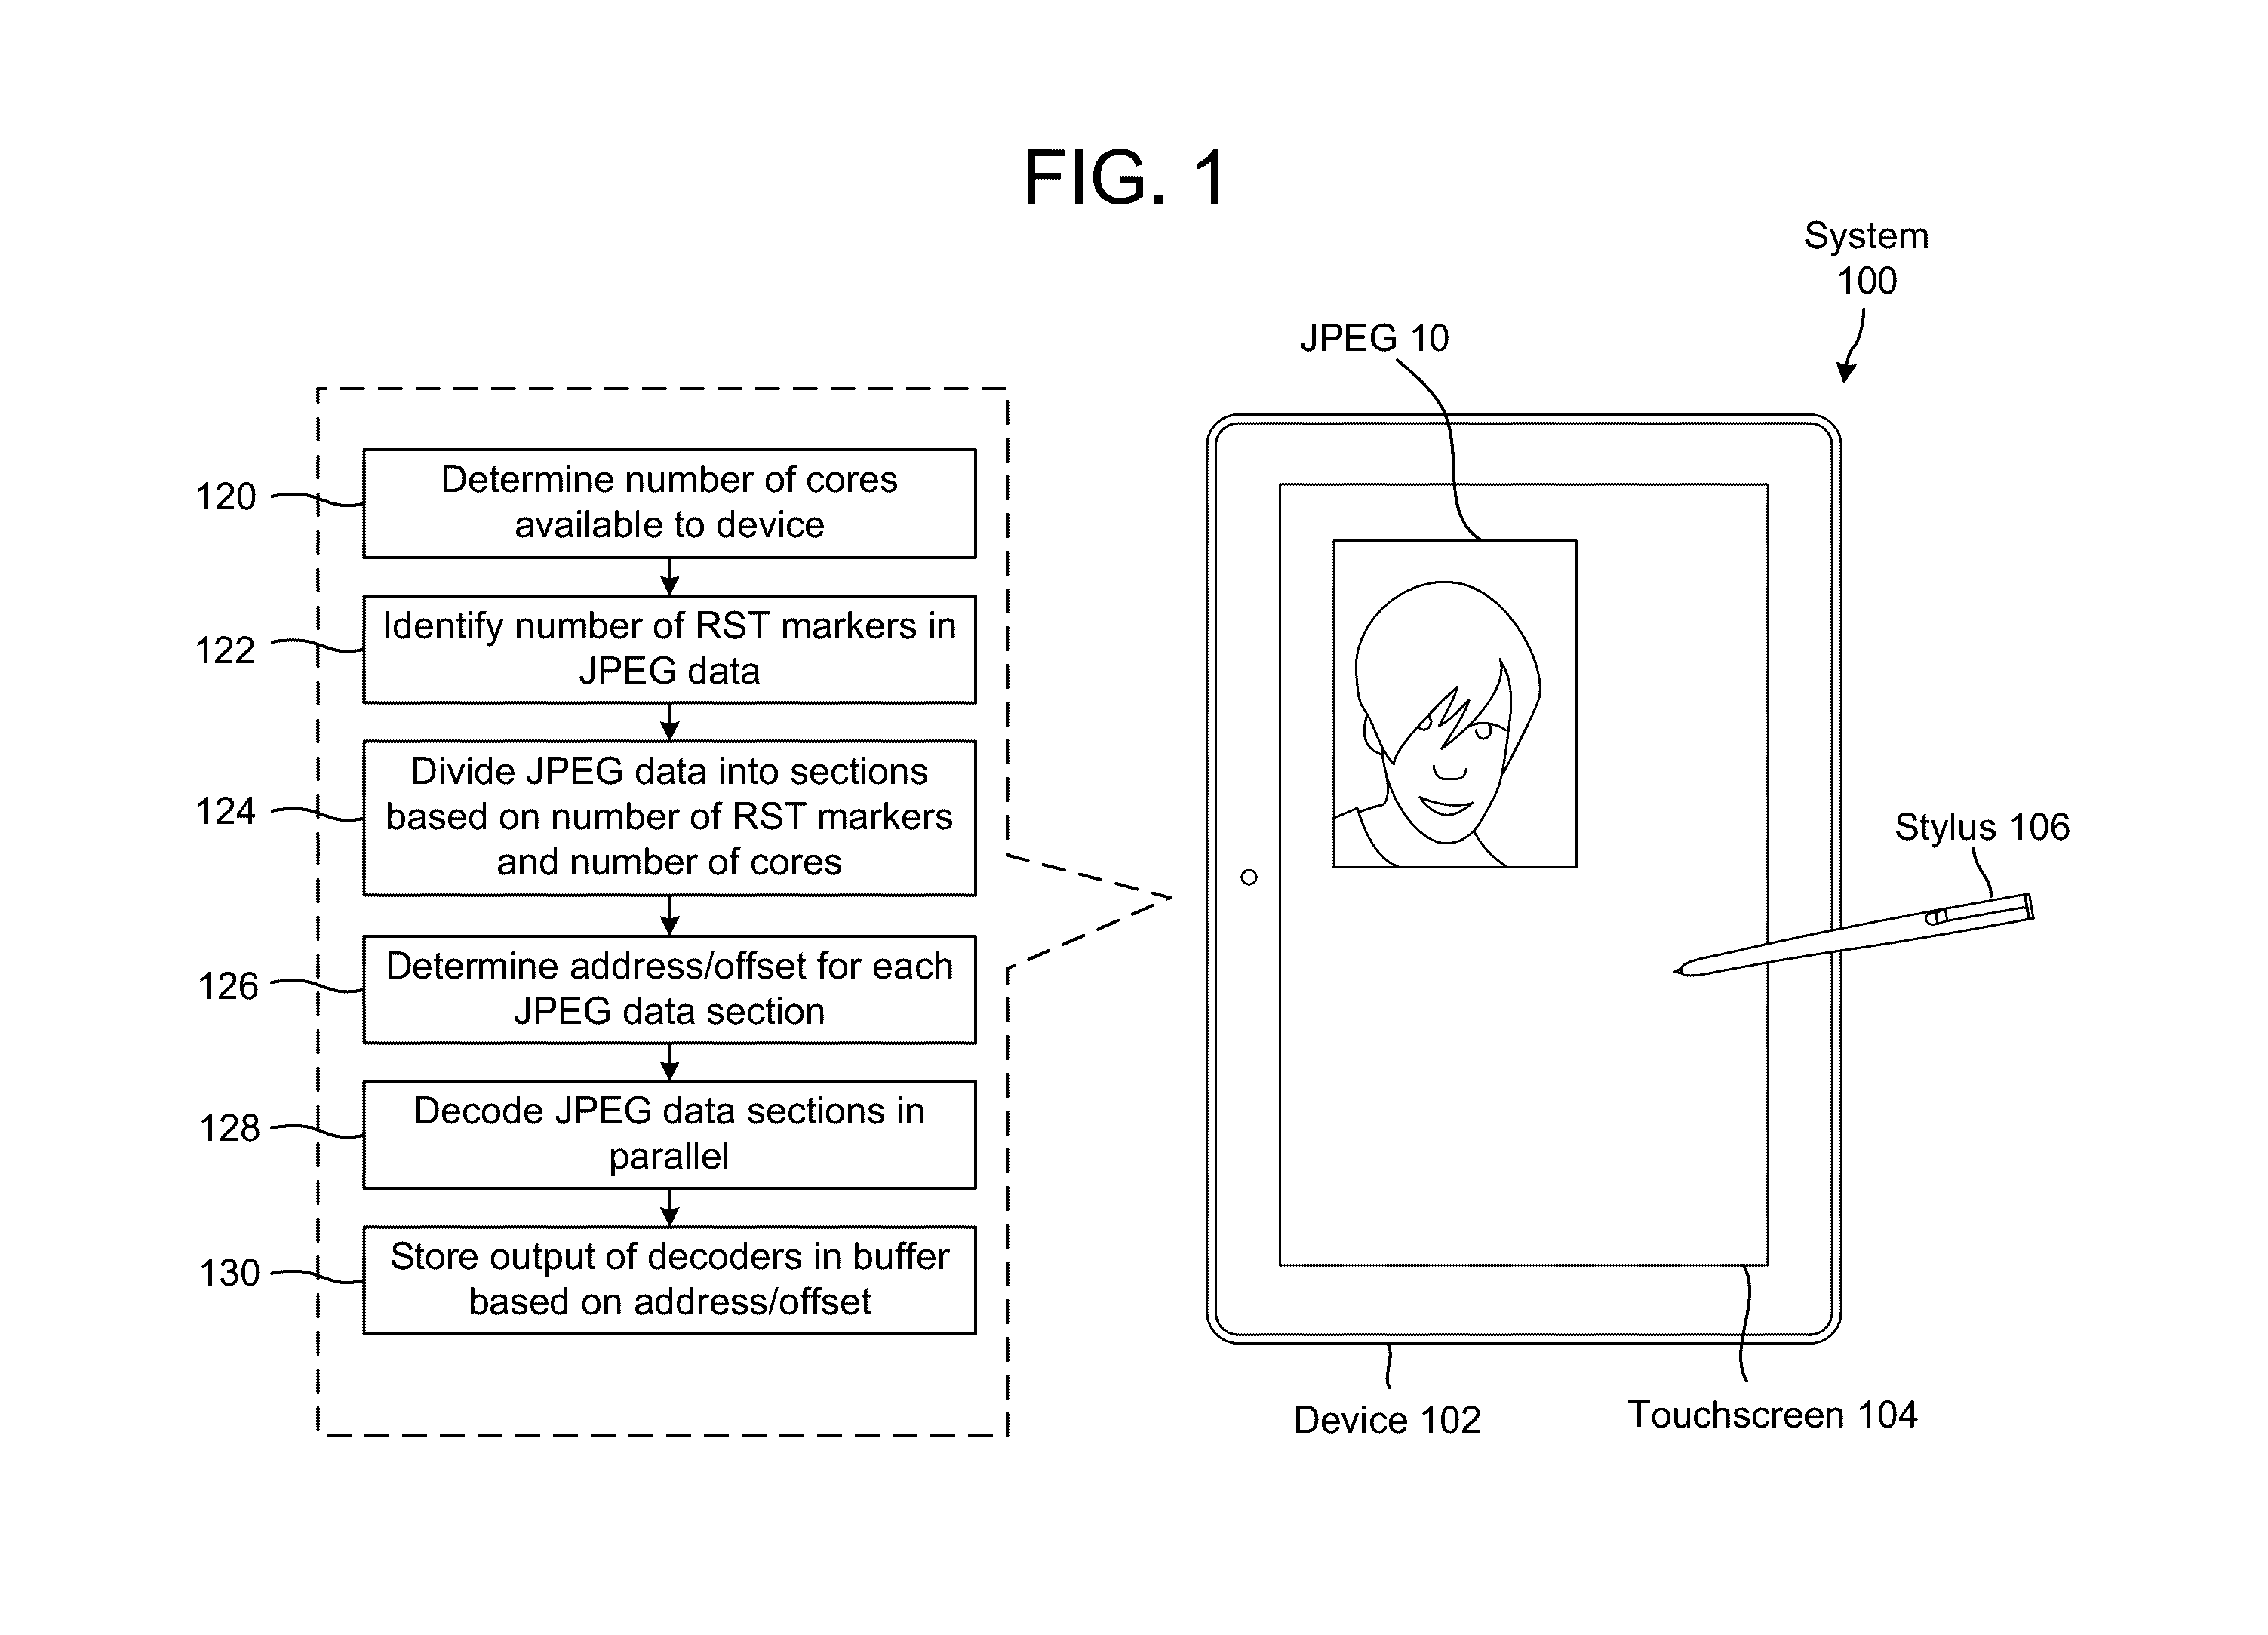 FIG. 1
System
100
JPEG 10
120
Determine number of cores
available to device
122
Identify number of RST markers in
JPEG data
124
Divide JPEG data into sections
based on number of RST markers
and number of cores
126
Determine address/offset for each
JPEG data section
128
Decode JPEG data sections in
parallel
130
Store output of decoders in buffer
based on address/offset
Stylus 106
Device 102
Touchscreen 104